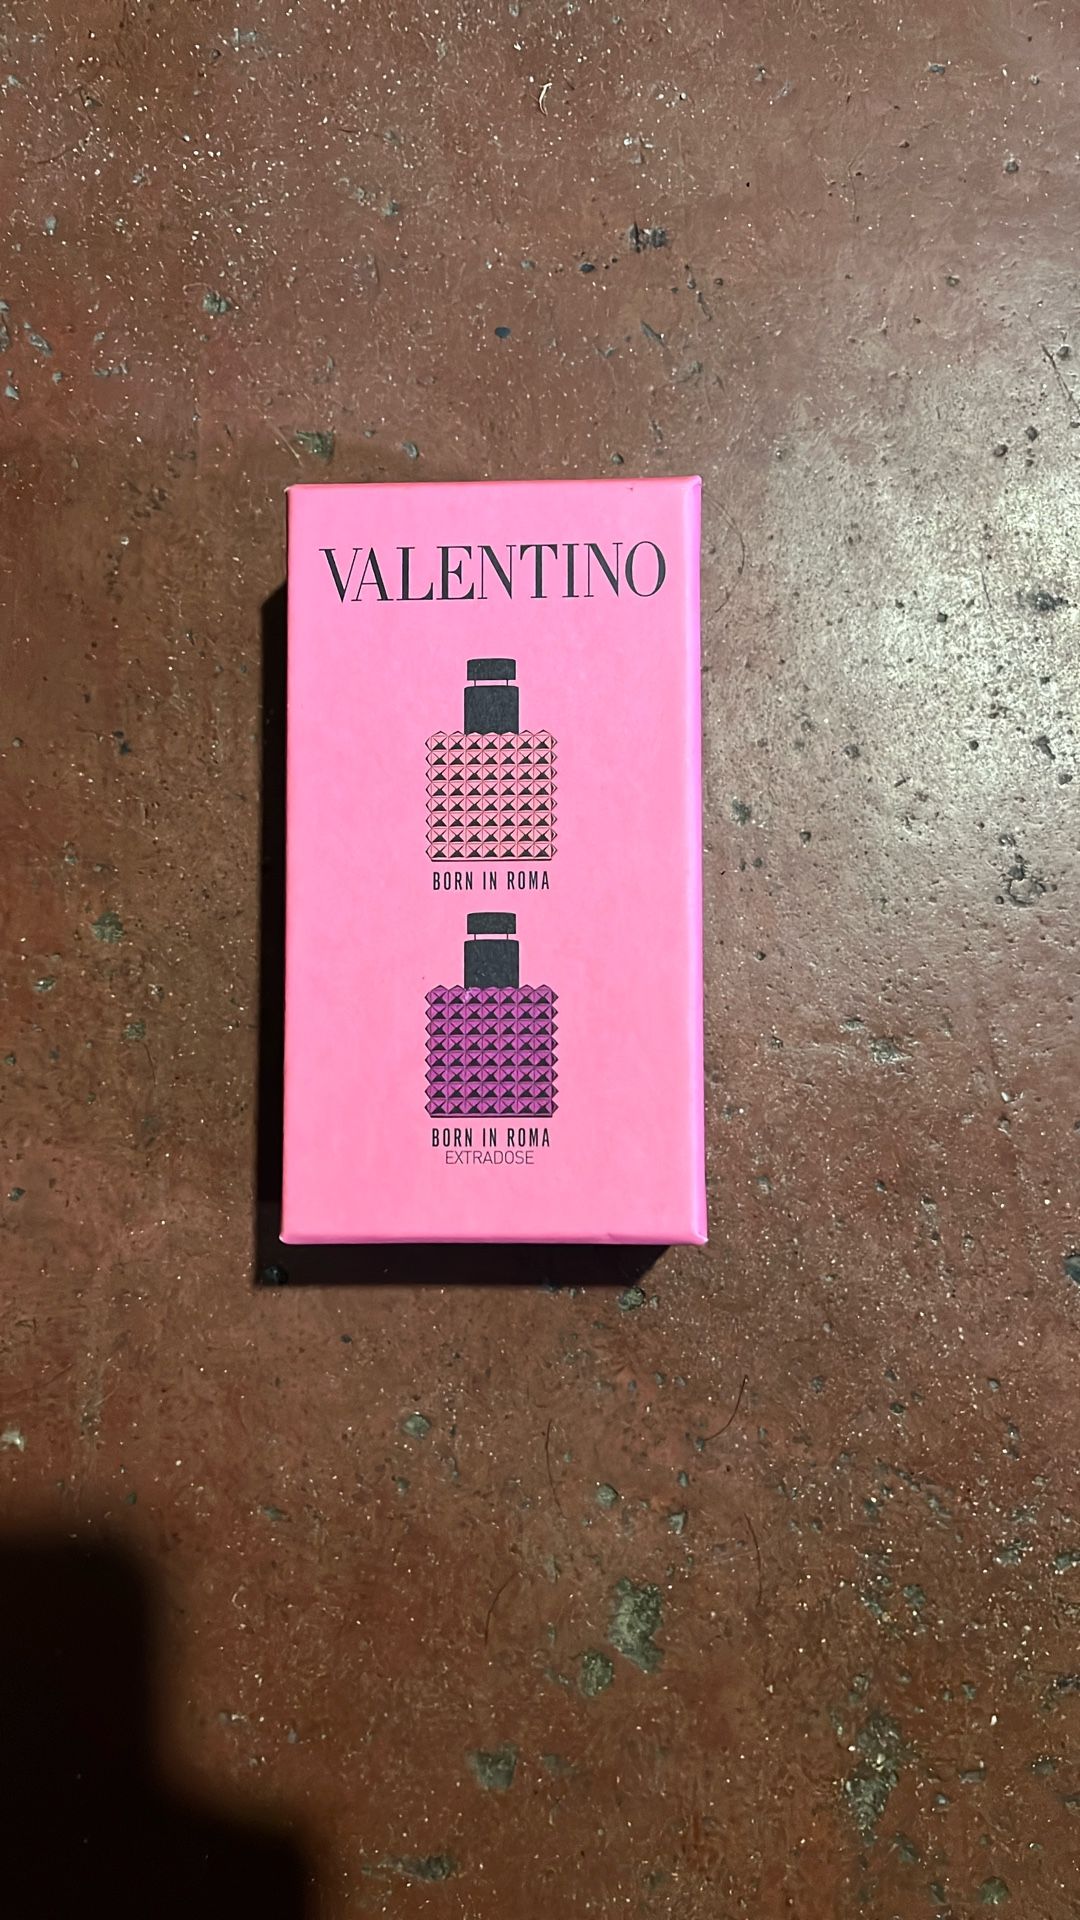 VALENTINO
BORN IN ROMA
BORN IN ROMA
EXTRADOSE